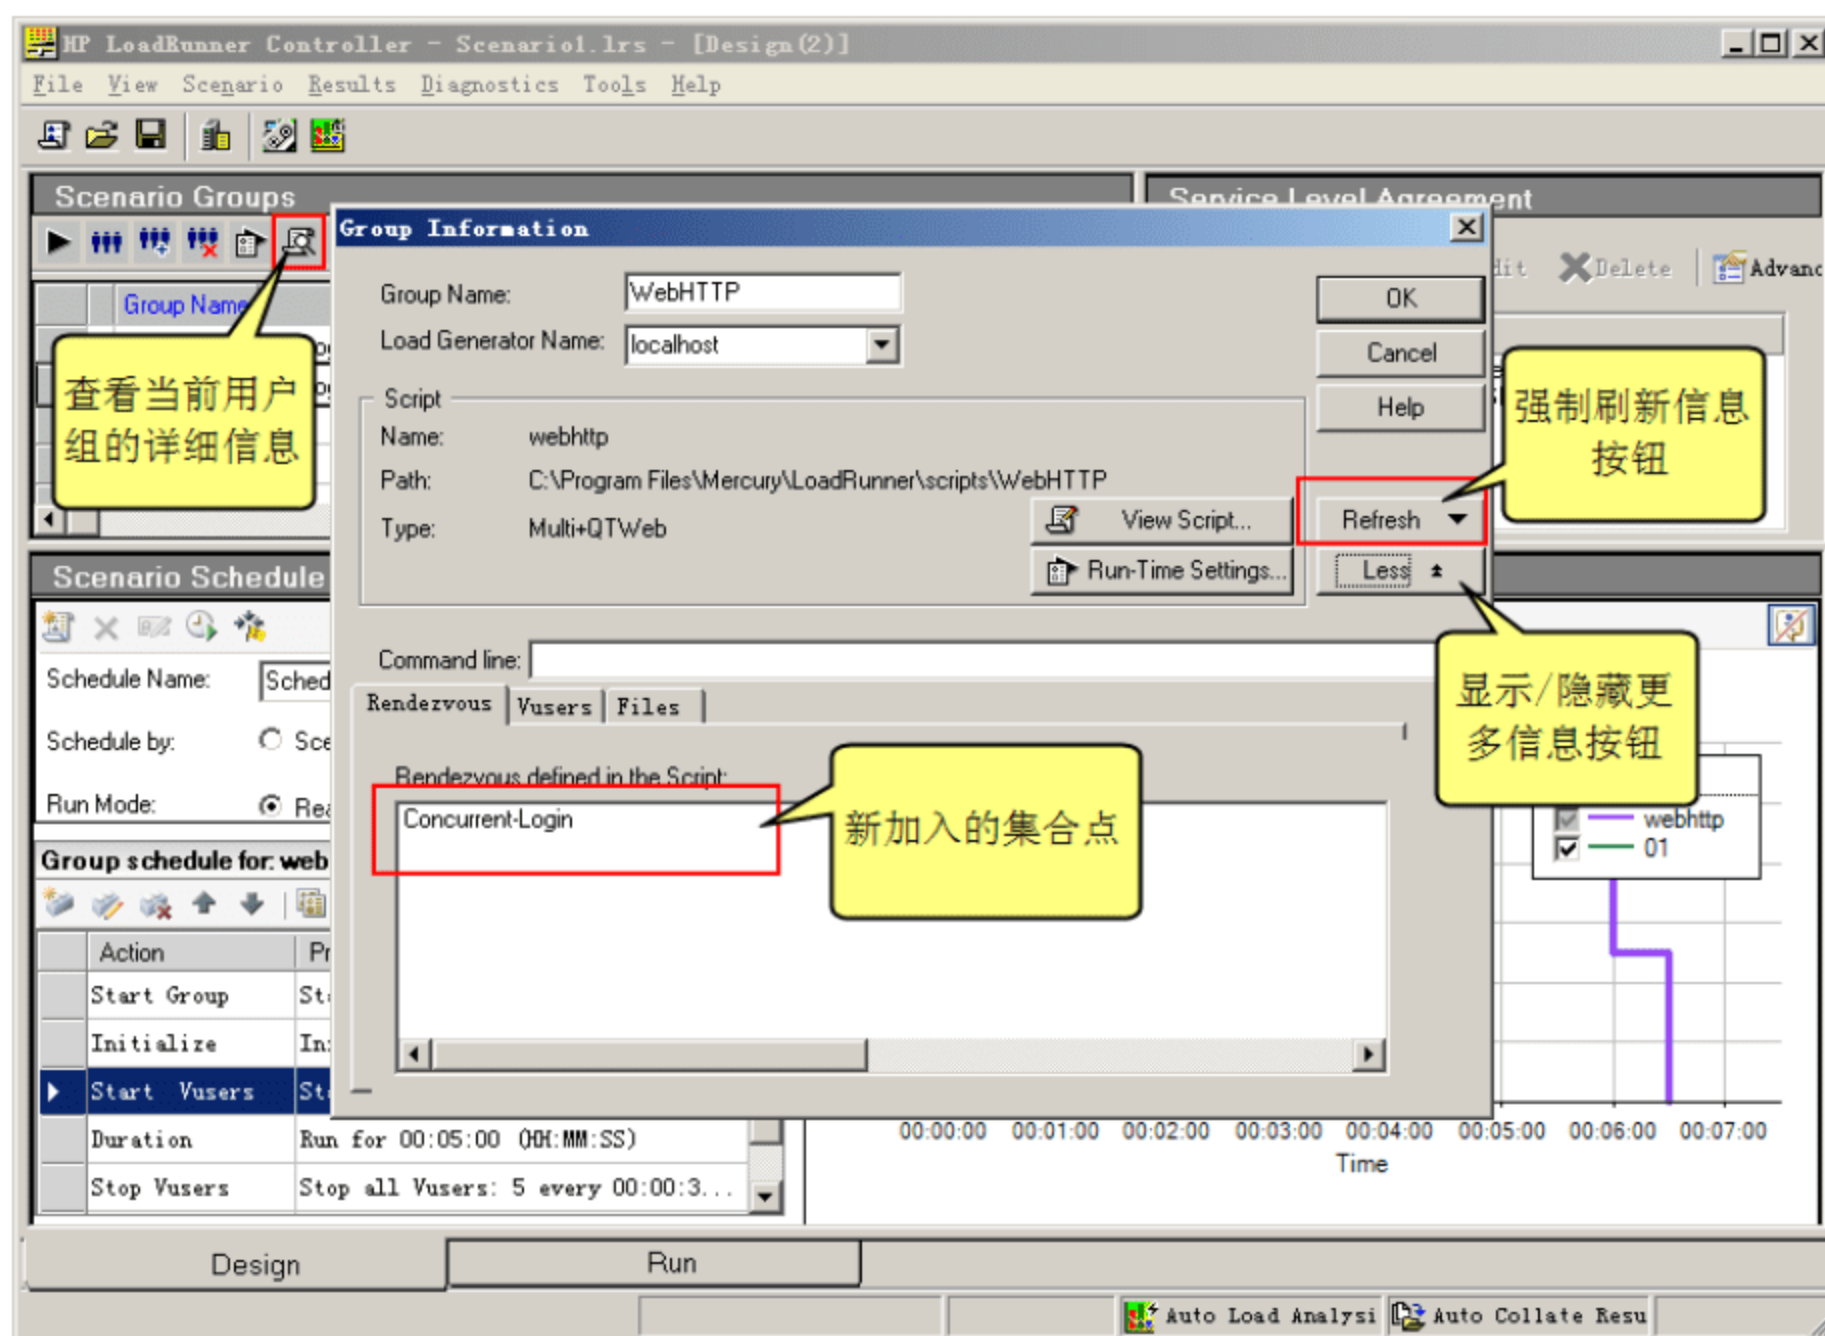 HP LoadRunner Controller - Scenario1.lrs - [Design(2)]
File View Scenario Results Diagnostics Tools Help
Scenario Groups
Service Level Agreement
Group Information
Delete
Group Name
Group Name:
WebHTTP
OK
Load Generator Name:
localhost
Cancel
查看当前用户
组的详细信息
Script
Help
强制刷新信息
按钮
Name:
webhttp
Path:
C:\Program Files\Mercury\LoadRunner\scripts\WebHTTP
Type:
Multi+QTWeb
View Script...
Refresh
Run-Time Settings...
Less
Scenario Schedule
Command line:
Schedule Name:
Rendezvous Vusers Files
显示/隐藏更
多信息按钮
Schedule by:
Rendezvous defined in the Script:
Run Mode:
Concurrent-Login
新加入的集合点
webhttp
01
Group schedule for: web
Action
Start Group
Initialize
Start Vusers
Duration
Run for 00:05:00 (HH:MM:SS)
Stop Vusers
Stop all Vusers: 5 every 00:00:3...
00:00:00 00:01:00 00:02:00 00:03:00 00:04:00 00:05:00 00:06:00 00:07:00
Time
Design
Run
Auto Load Analysi
Auto Collate Resu